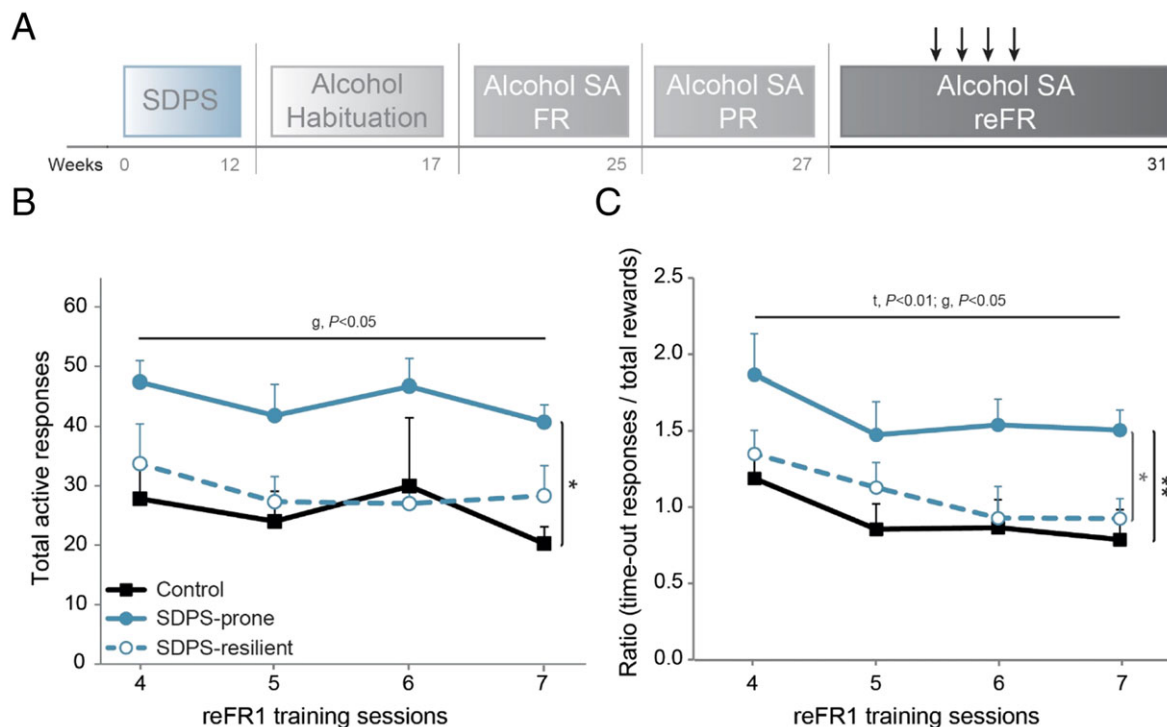 A
SDPS
Alcohol
Habituation
Alcohol SA
FR
Alcohol SA
PR
Alcohol SA
reFR
Weeks 0 12 17 25 27 31
B
60
50
40
30
20
10
0
Total active responses
g, P<0.05
*
Control
SDPS-prone
SDPS-resilient
4 5 6 7
reFR1 training sessions
C
2.5
2.0
1.5
1.0
0.5
0.0
Ratio (time-out responses / total rewards)
t, P<0.01; g, P<0.05
*
**
4 5 6 7
reFR1 training sessions